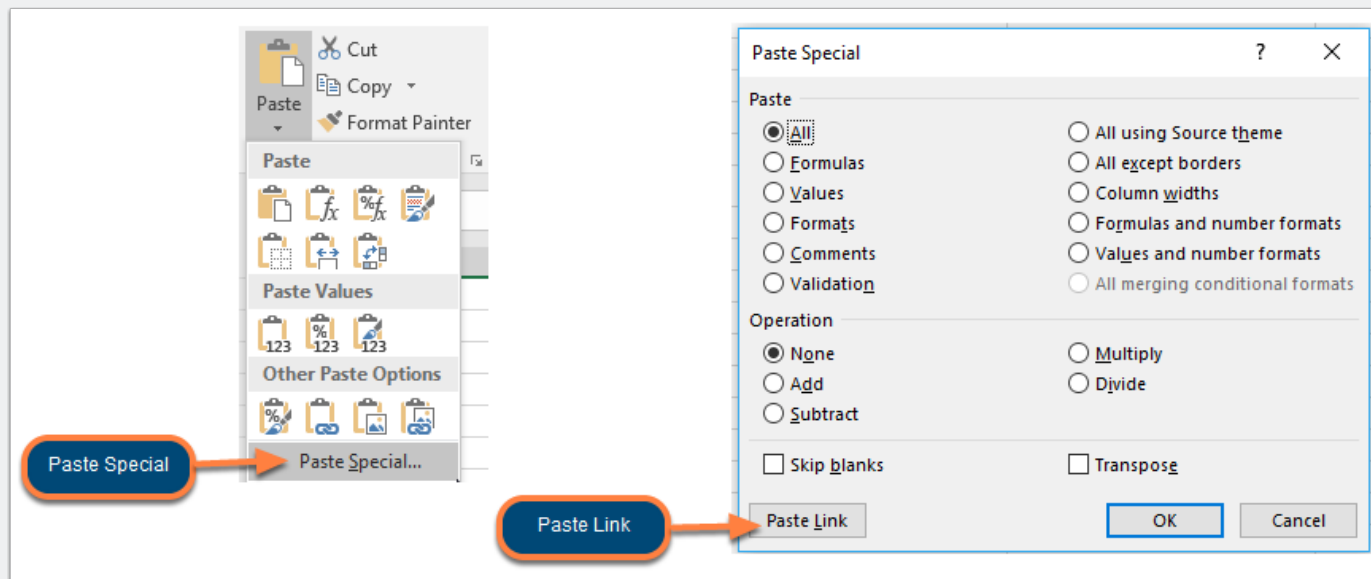 Cut
Copy
Paste
Format Painter
Paste
fx
%fx
Paste Values
123
%
123
123
Other Paste Options
%
Paste Special...
Paste Special
Paste Special
?
Paste
All
All using Source theme
Formulas
All except borders
Values
Column widths
Formats
Formulas and number formats
Comments
Values and number formats
Validation
All merging conditional formats
Operation
None
Multiply
Add
Divide
Subtract
Skip blanks
Transpose
Paste Link
Paste Link
OK
Cancel